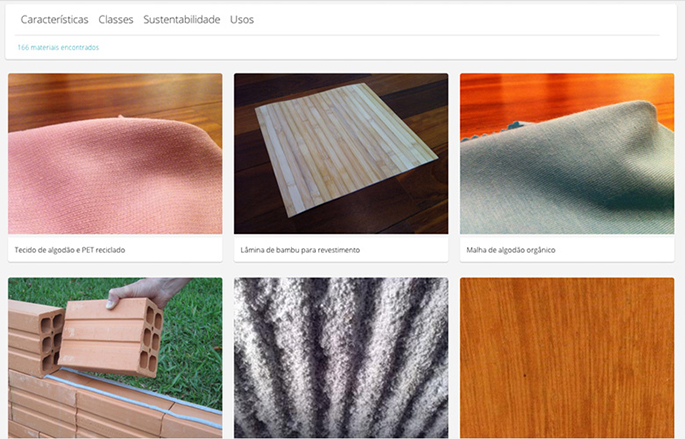 Características Classes Sustentabilidade Usos
166 materiais encontrados
Tecido de algodão e PET reciclado
Lâmina de bambu para revestimento
Malha de algodão orgânico